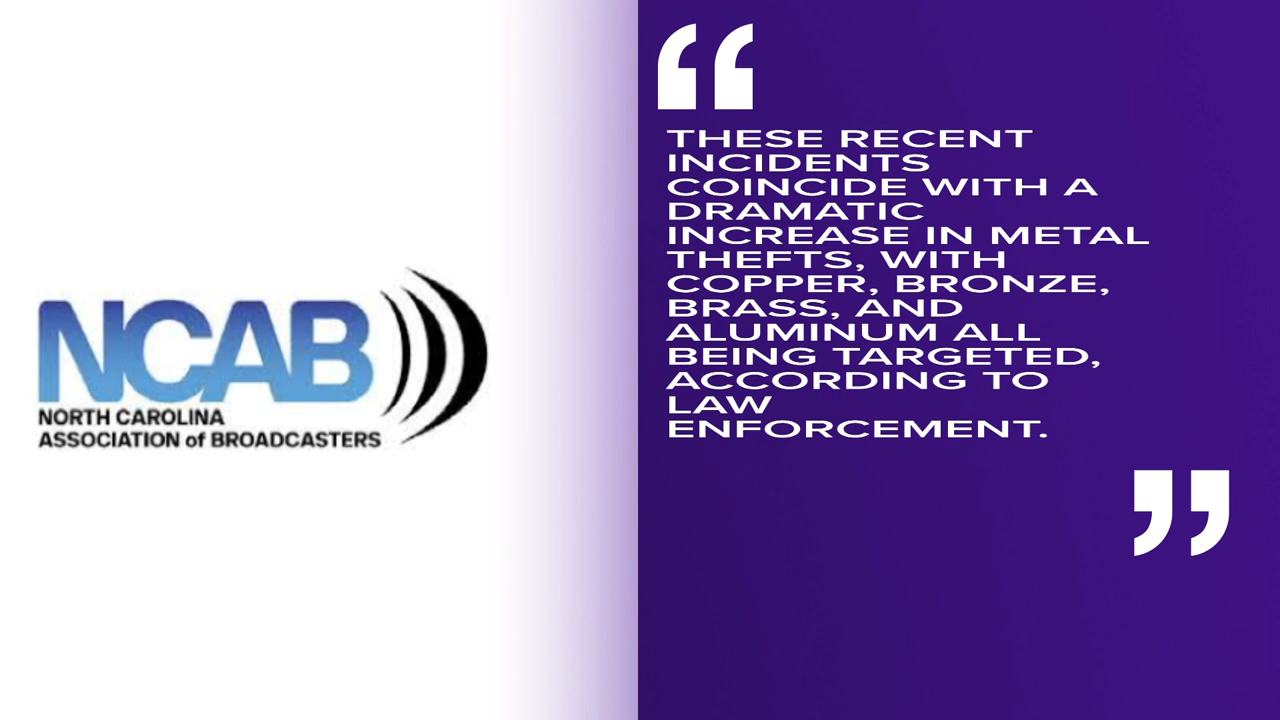 NCAB
NORTH CAROLINA
ASSOCIATION of BROADCASTERS
“
THESE RECENT
INCIDENTS
COINCIDE WITH A
DRAMATIC
INCREASE IN METAL
THEFTS, WITH
COPPER, BRONZE,
BRASS, AND
ALUMINUM ALL
BEING TARGETED,
ACCORDING TO
LAW
ENFORCEMENT.
”